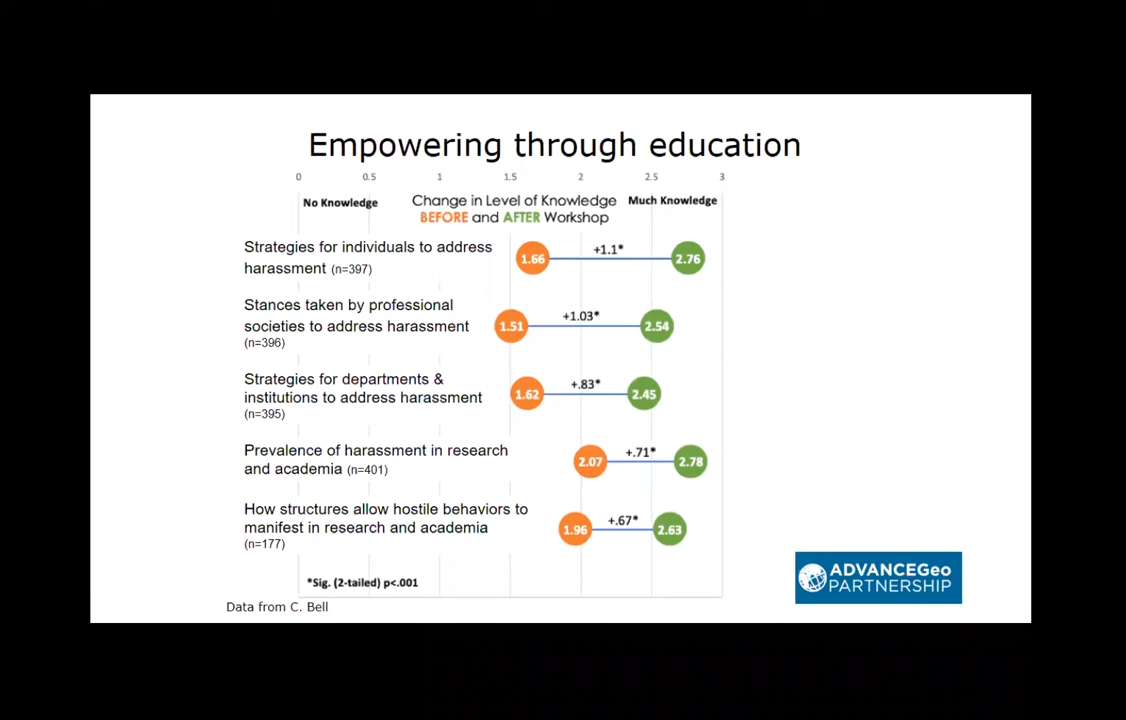 Empowering through education
0 0.5 1 1.5 2 2.5 3
No Knowledge
Change in Level of Knowledge
BEFORE and AFTER Workshop
Much Knowledge
Strategies for individuals to address
harassment (n=397)
1.66 +1.1* 2.76
Stances taken by professional
societies to address harassment
(n=396)
1.51 +1.03* 2.54
Strategies for departments &
institutions to address harassment
(n=395)
1.62 +.83* 2.45
Prevalence of harassment in research
and academia (n=401)
2.07 +.71* 2.78
How structures allow hostile behaviors to
manifest in research and academia
(n=177)
1.96 +.67* 2.63
*Sig. (2-tailed) p<.001
Data from C. Bell
ADVANCEGeo
PARTNERSHIP